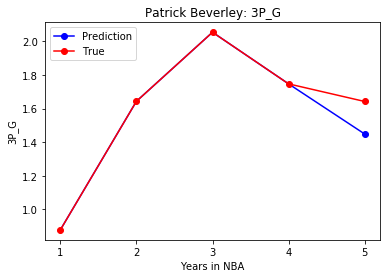 Patrick Beverley: 3P_G
Prediction
True
2.0
1.8
1.6
1.4
1.2
1.0
3P_G
1 2 3 4 5
Years in NBA